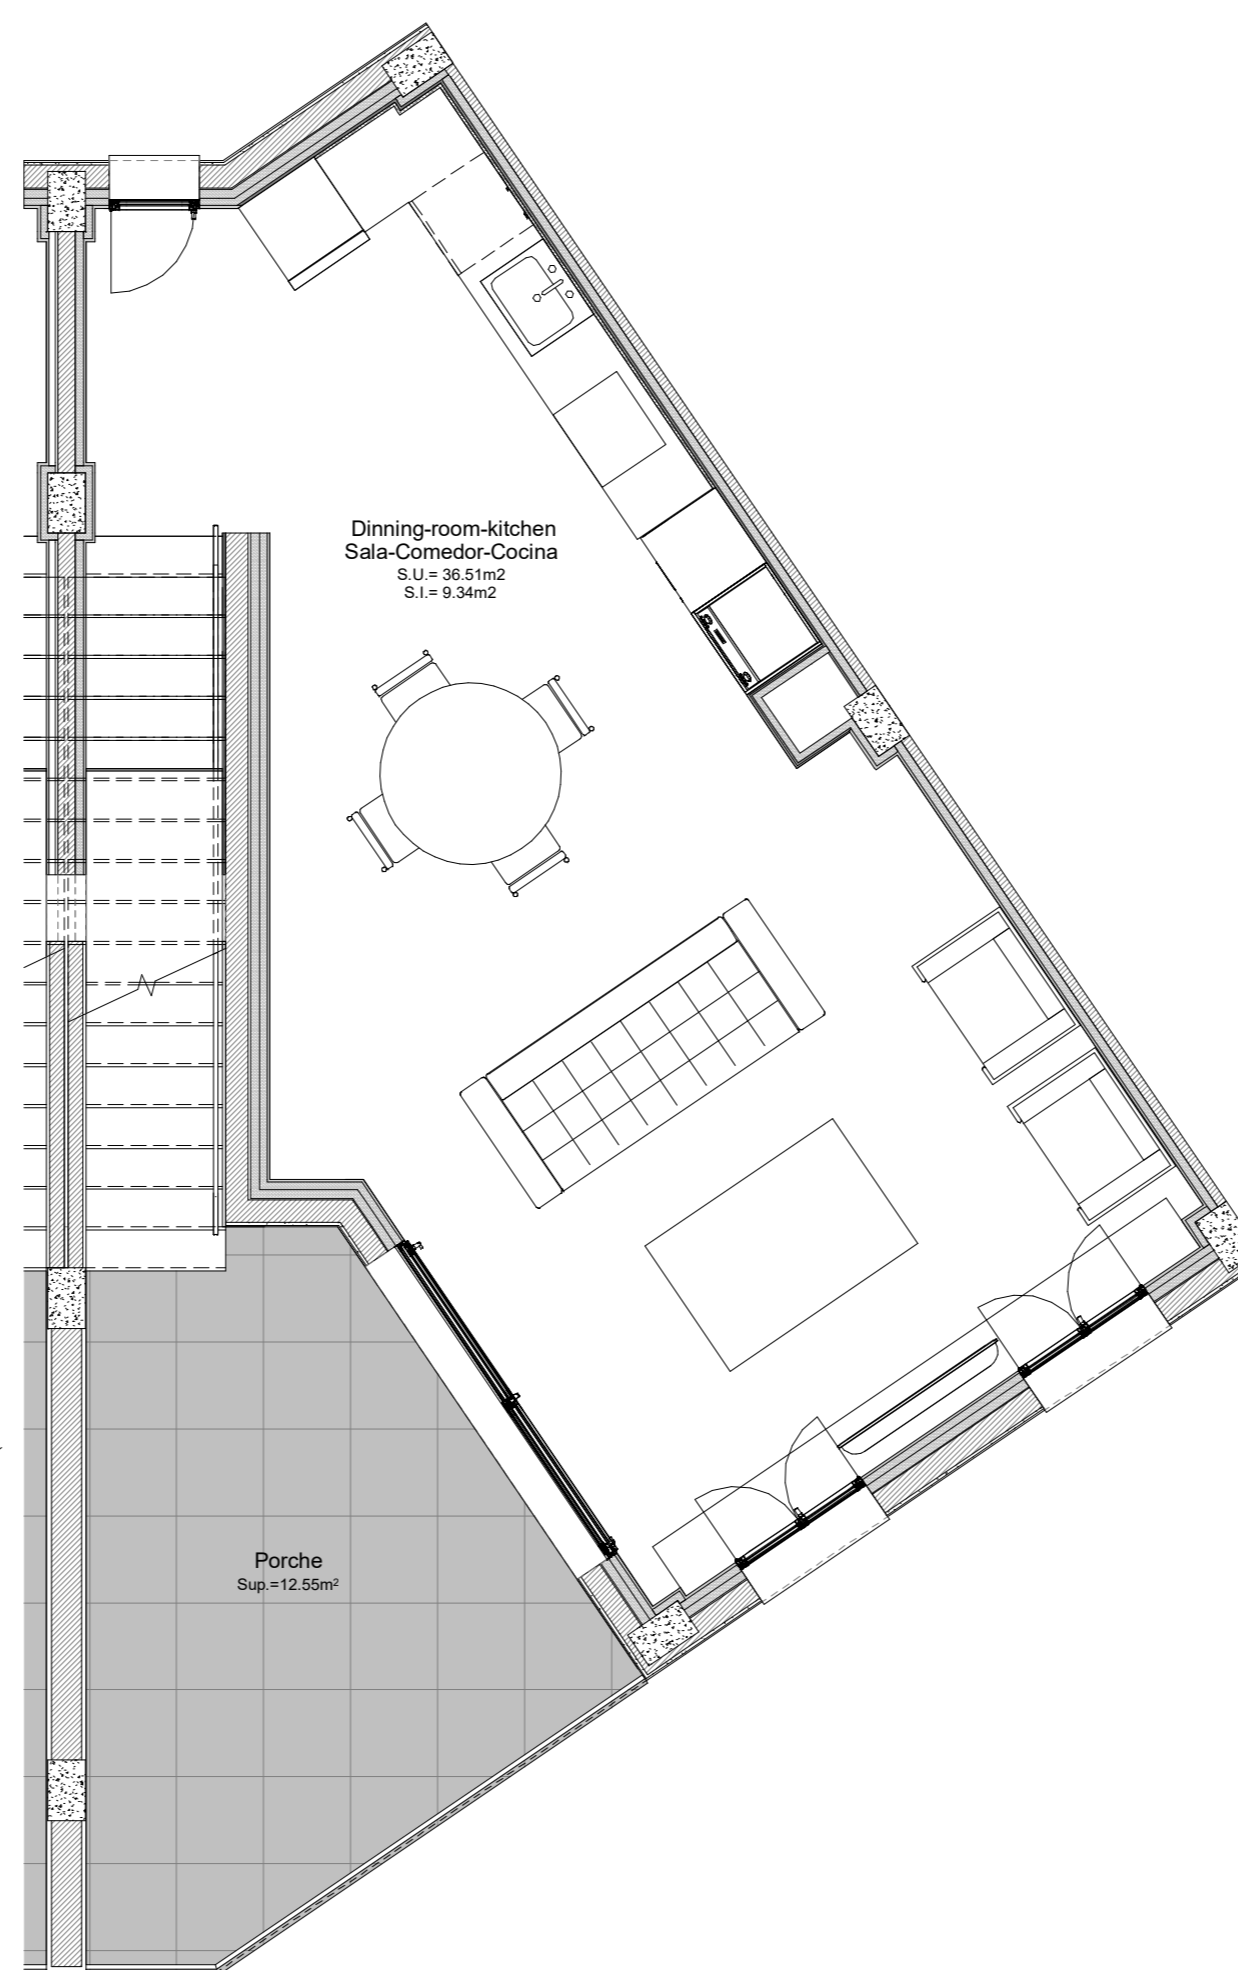 Dinning-room-kitchen
Sala-Comedor-Cocina
S.U.= 36.51m2
S.I.= 9.34m2
Porche
Sup.=12.55m²